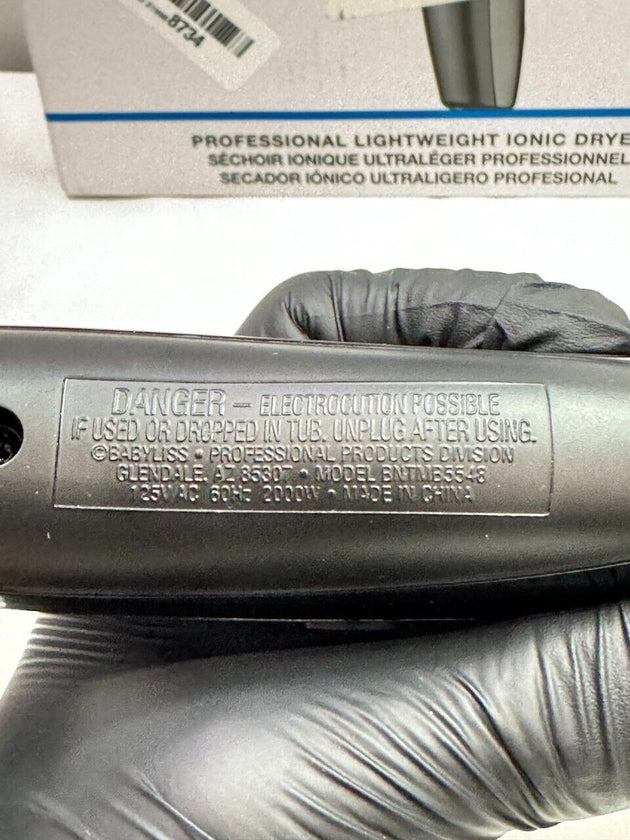 8734
PROFESSIONAL LIGHTWEIGHT IONIC DRYE
SÉCHOIR IONIQUE ULTRALÉGER PROFESSIONNEL
SECADOR IÓNICO ULTRALIGERO PROFESIONAL
DANGER – ELECTROCUTION POSSIBLE
IF USED OR DROPPED IN TUB. UNPLUG AFTER USING.
©BABYLISS • PROFESSIONAL PRODUCTS DIVISION
GLENDALE, AZ 85307 • MODEL BNTMB5548
125VAC 60Hz 2000W • MADE IN CHINA